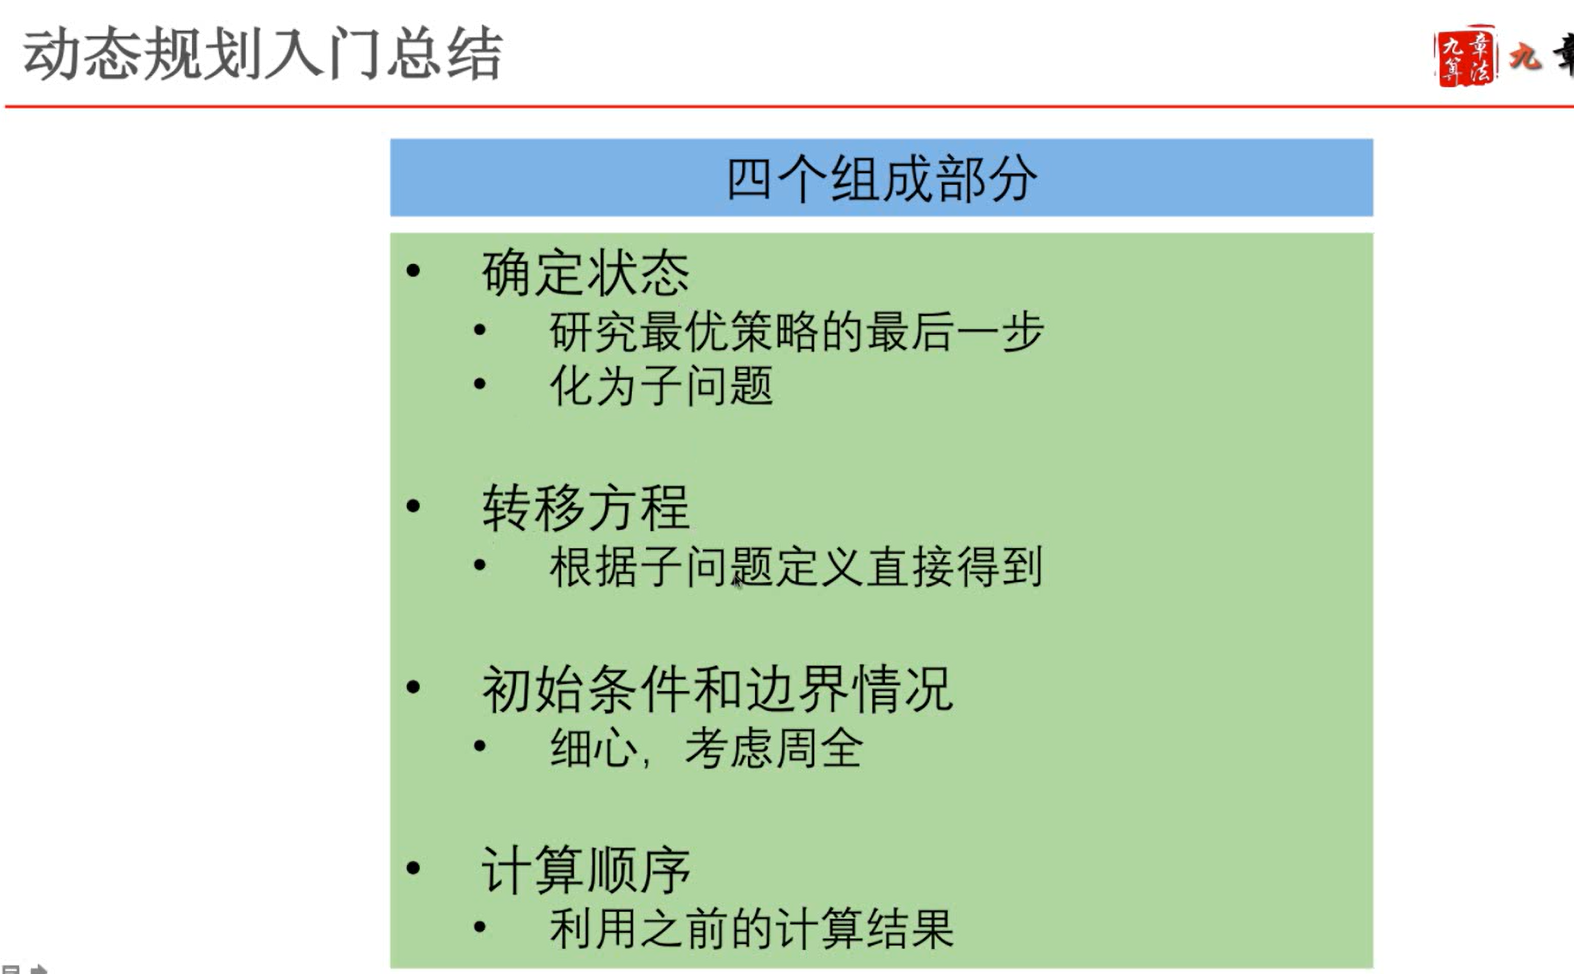 动态规划入门总结
九章算法
九章
四个组成部分
• 确定状态
• 研究最优策略的最后一步
• 化为子问题
• 转移方程
• 根据子问题定义直接得到
• 初始条件和边界情况
• 细心，考虑周全
• 计算顺序
• 利用之前的计算结果